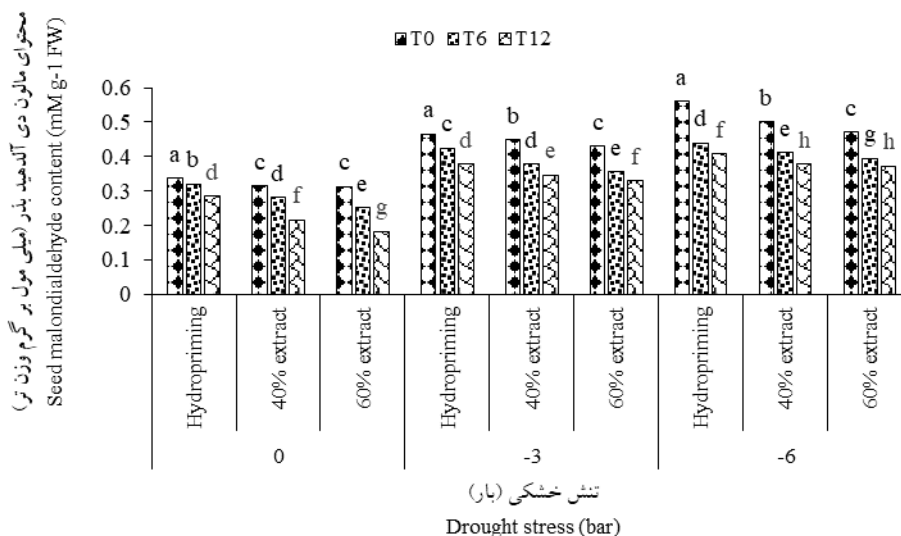 محتوای مالون دی آلدهید بذر (میلی مول بر گرم وزن تر)
Seed malondialdehyde content (mM g-1 FW)
T0 T6 T12
0.6
0.5
0.4
0.3
0.2
0.1
0
a b d c d f c e g a c d b d e c e f a d f b e h c g h
Hydropriming 40% extract 60% extract Hydropriming 40% extract 60% extract Hydropriming 40% extract 60% extract
0 -3 -6
تنش خشکی (بار)
Drought stress (bar)